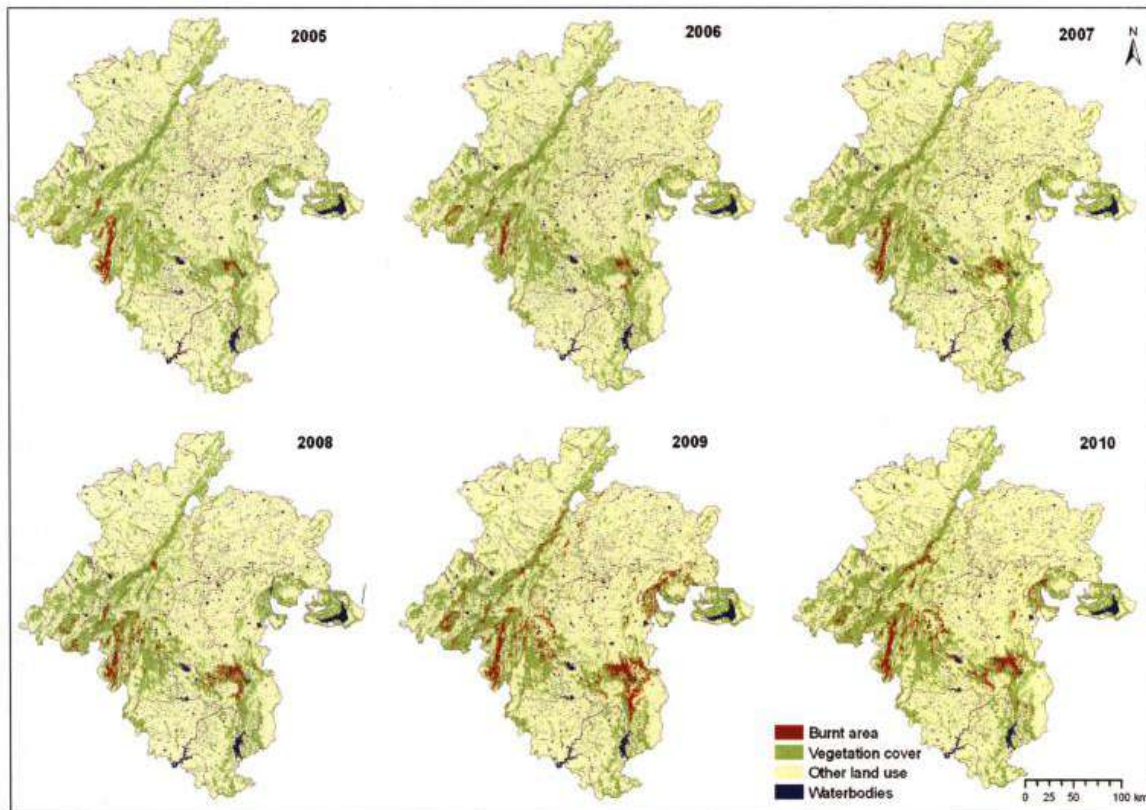 2005
2006
2007
N
2008
2009
2010
Burnt area
Vegetation cover
Other land use
Waterbodies
0 25 50 100 km